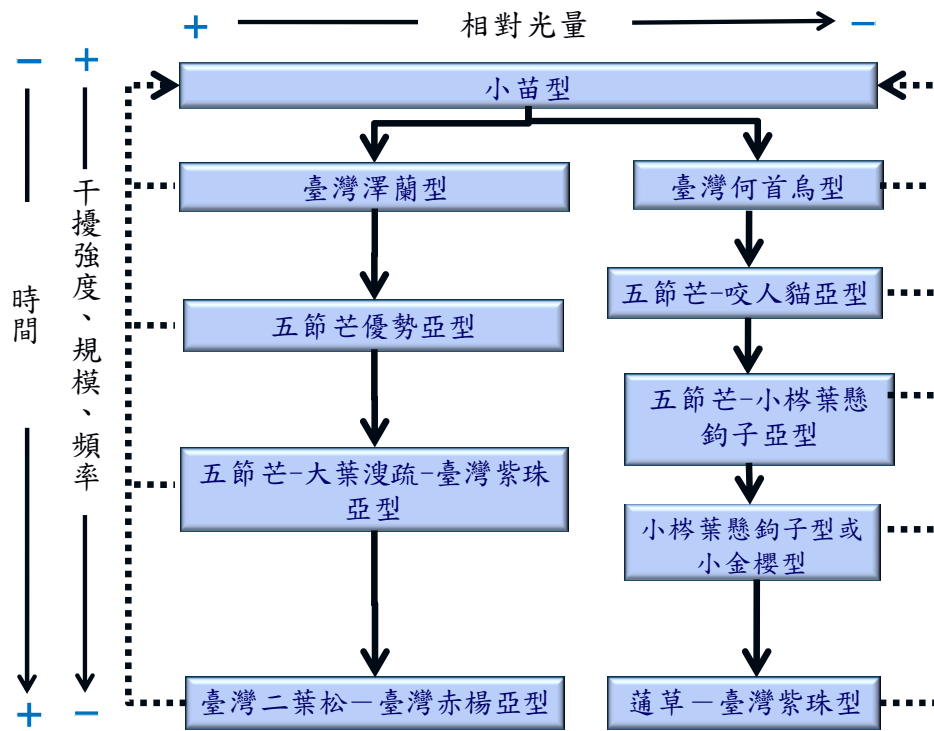 + 相對光量 −
− +
小苗型
臺灣澤蘭型
臺灣何首烏型
干擾強度、規模、頻率
時間
五節芒-咬人貓亞型
五節芒優勢亞型
五節芒-小梣葉懸
鉤子亞型
五節芒-大葉溲疏-臺灣紫珠
亞型
小梣葉懸鉤子型或
小金櫻型
臺灣二葉松－臺灣赤楊亞型
蓪草－臺灣紫珠型
+ −